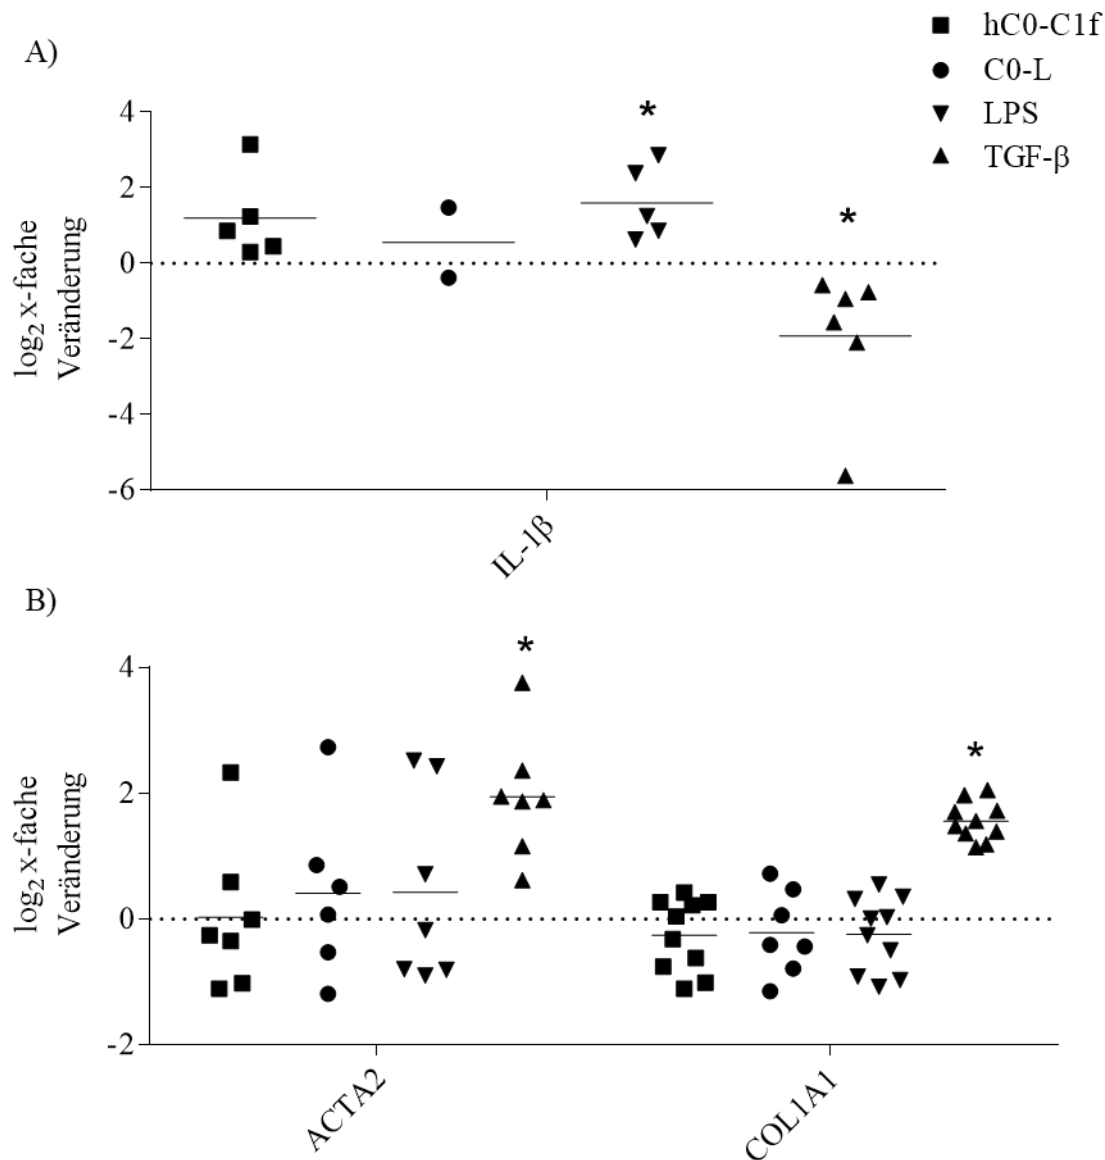 A)
hC0-C1f
C0-L
LPS
TGF-β
log₂ x-fache
Veränderung
4
*
2
*
0
-2
-4
-6
IL-1β
B)
log₂ x-fache
Veränderung
*
4
*
2
0
-2
ACTA2
COL1A1